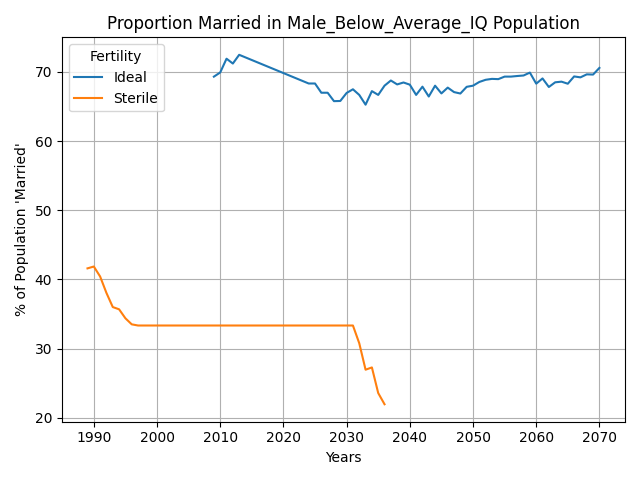 Proportion Married in Male_Below_Average_IQ Population
Fertility
Ideal
Sterile
% of Population 'Married'
70
60
50
40
30
20
1990 2000 2010 2020 2030 2040 2050 2060 2070
Years